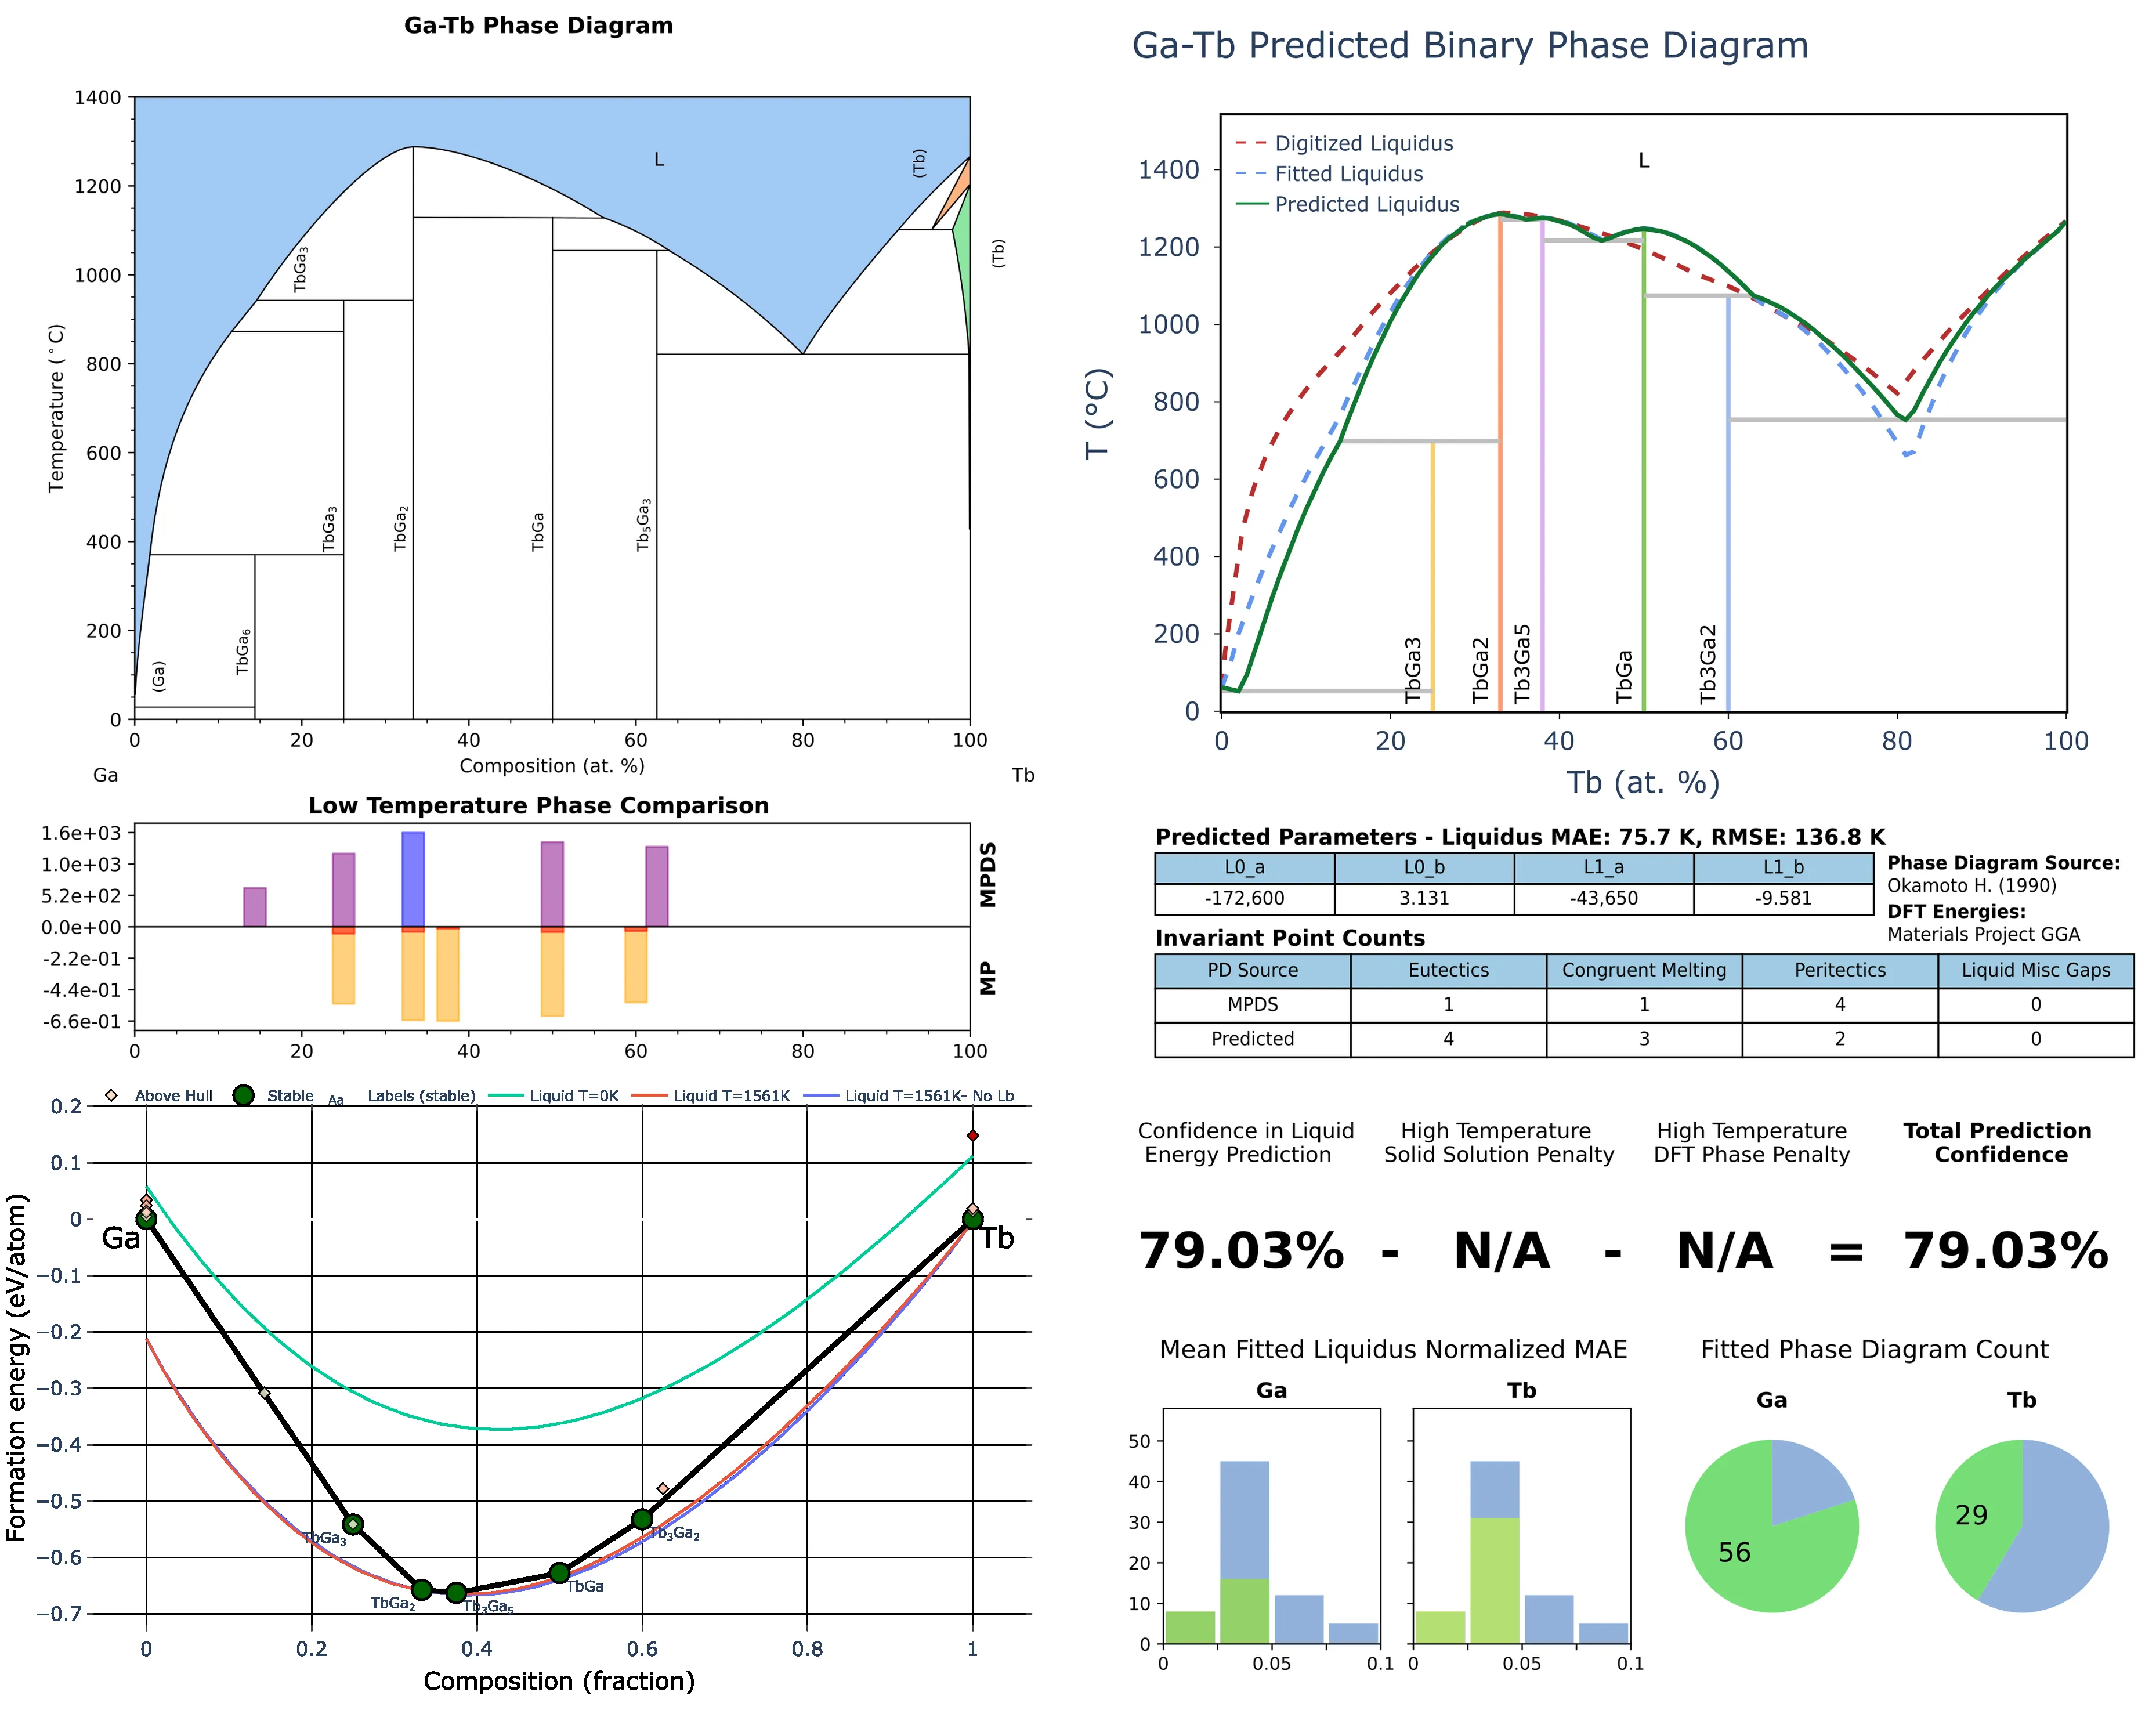 Ga-Tb Phase Diagram
1400
1200
1000
800
600
400
200
0
Temperature (°C)
L
(Tb)
(Tb)
TbGa₃
TbGa₃
TbGa₂
TbGa
Tb₅Ga₃
TbGa₆
(Ga)
0 20 40 60 80 100
Composition (at. %)
Ga Tb
Low Temperature Phase Comparison
1.6e+03
1.0e+03
5.2e+02
0.0e+00
-2.2e-01
-4.4e-01
-6.6e-01
MPDS
MP
0 20 40 60 80 100
Above Hull Stable Aa Labels (stable) Liquid T=0K Liquid T=1561K Liquid T=1561K- No Lb
0.2
0.1
0
−0.1
−0.2
−0.3
−0.4
−0.5
−0.6
−0.7
Formation energy (eV/atom)
Ga
Tb
TbGa₃
TbGa₂
Tb₃Ga₅
TbGa
Tb₃Ga₂
0 0.2 0.4 0.6 0.8 1
Composition (fraction)
Ga-Tb Predicted Binary Phase Diagram
Digitized Liquidus
Fitted Liquidus
Predicted Liquidus
L
1400
1200
1000
800
600
400
200
0
T (°C)
TbGa3
TbGa2
Tb3Ga5
TbGa
Tb3Ga2
0 20 40 60 80 100
Tb (at. %)
Predicted Parameters - Liquidus MAE: 75.7 K, RMSE: 136.8 K
L0_a L0_b L1_a L1_b
-172,600 3.131 -43,650 -9.581
Phase Diagram Source:
Okamoto H. (1990)
DFT Energies:
Materials Project GGA
Invariant Point Counts
PD Source Eutectics Congruent Melting Peritectics Liquid Misc Gaps
MPDS 1 1 4 0
Predicted 4 3 2 0
Confidence in Liquid
Energy Prediction
High Temperature
Solid Solution Penalty
High Temperature
DFT Phase Penalty
Total Prediction
Confidence
79.03% - N/A - N/A = 79.03%
Mean Fitted Liquidus Normalized MAE
Ga Tb
50
40
30
20
10
0
0 0.05 0.1
0 0.05 0.1
Fitted Phase Diagram Count
Ga Tb
56
29